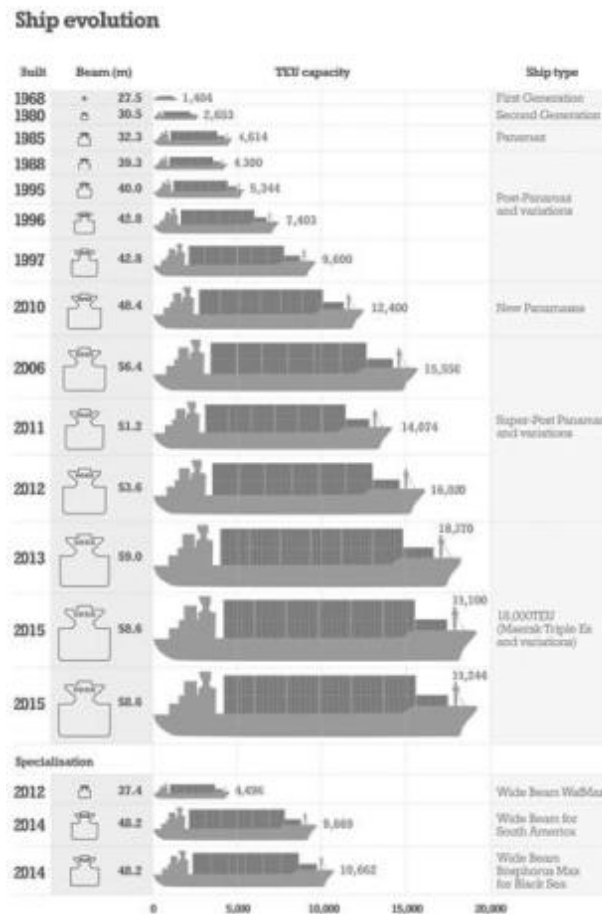 Ship evolution
Built Beam (m) TEU capacity Ship type
1968 27.5 1,404 First Generation
1980 30.5 2,653 Second Generation
1985 32.3 4,614 Panamax
1988 39.3 4,300
1995 40.0 5,344
Post-Panamax
and variations
1996 42.8 7,403
1997 42.8 9,600
2010 48.4 12,400 New Panamax
2006 56.4 15,550
2011 51.2 14,074
Super-Post Panamax
and variations
2012 53.6 16,020
2013 59.0 18,270
2015 58.6 19,100
18,000TEU
(Maersk Triple Es
and variations)
2015 58.6 19,244
Specialisation
2012 37.4 4,496 Wide Beam WafMax
2014 48.2 9,669
Wide Beam for
South America
2014 48.2 10,662
Wide Beam
Bosphorus Max
for Black Sea
0 5,000 10,000 15,000 20,000